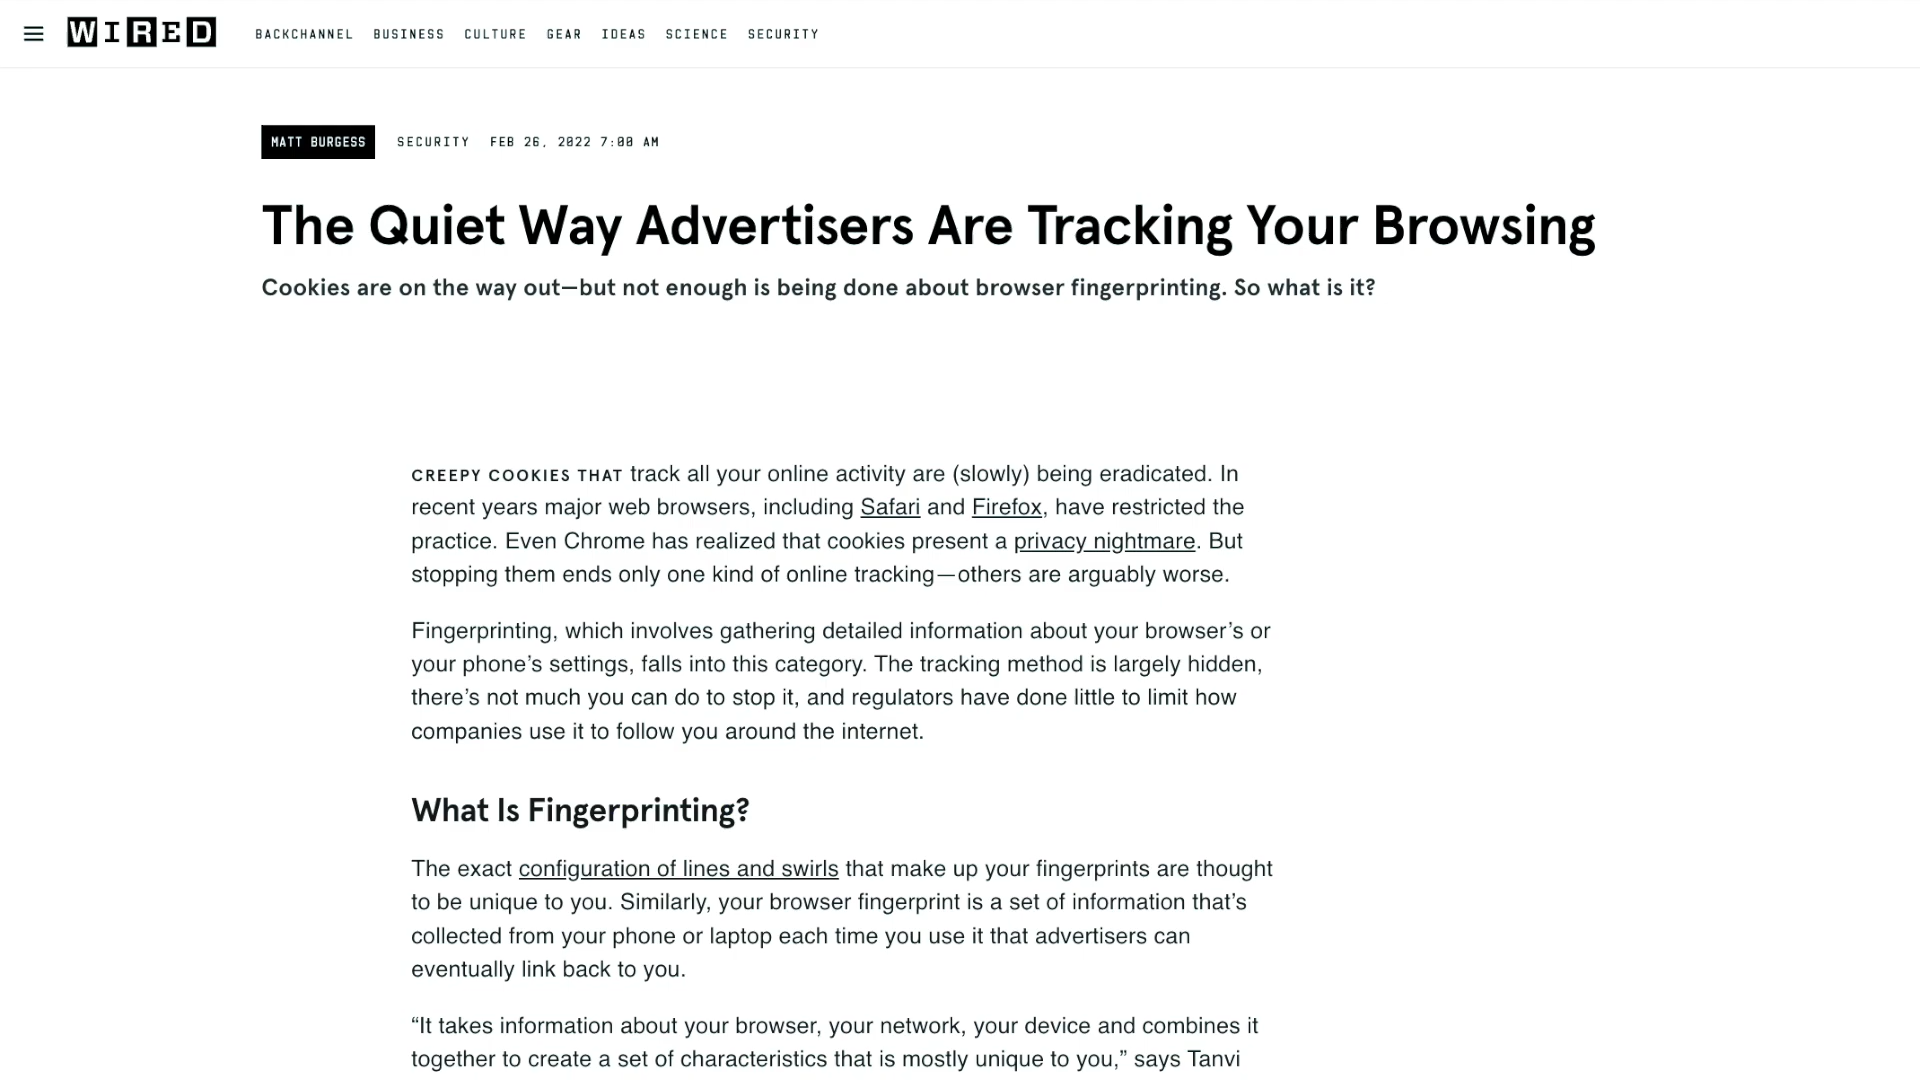 WIRED
BACKCHANNEL BUSINESS CULTURE GEAR IDEAS SCIENCE SECURITY
MATT BURGESS SECURITY FEB 26, 2022 7:00 AM
The Quiet Way Advertisers Are Tracking Your Browsing
Cookies are on the way out—but not enough is being done about browser fingerprinting. So what is it?
CREEPY COOKIES THAT track all your online activity are (slowly) being eradicated. In
recent years major web browsers, including Safari and Firefox, have restricted the
practice. Even Chrome has realized that cookies present a privacy nightmare. But
stopping them ends only one kind of online tracking—others are arguably worse.
Fingerprinting, which involves gathering detailed information about your browser’s or
your phone’s settings, falls into this category. The tracking method is largely hidden,
there’s not much you can do to stop it, and regulators have done little to limit how
companies use it to follow you around the internet.
What Is Fingerprinting?
The exact configuration of lines and swirls that make up your fingerprints are thought
to be unique to you. Similarly, your browser fingerprint is a set of information that’s
collected from your phone or laptop each time you use it that advertisers can
eventually link back to you.
“It takes information about your browser, your network, your device and combines it
together to create a set of characteristics that is mostly unique to you,” says Tanvi